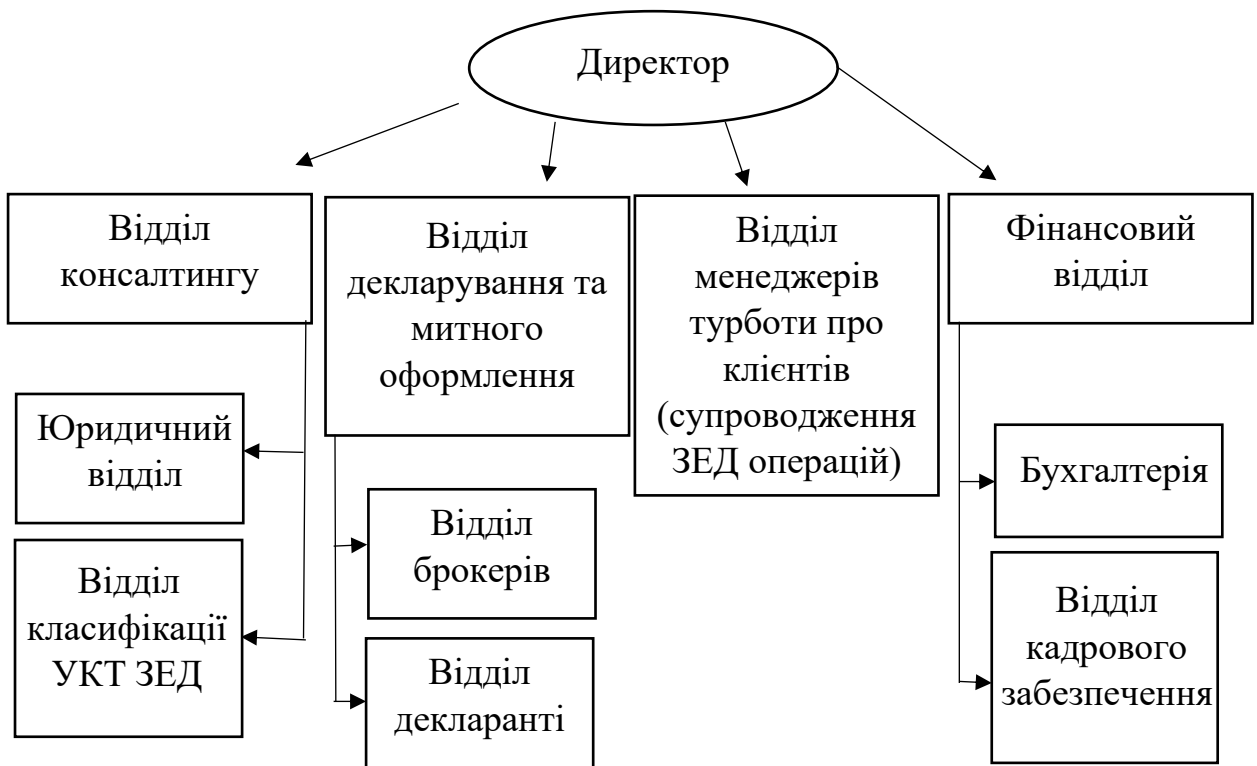 Директор
Відділ
консалтингу
Відділ
декларування та
митного
оформлення
Відділ
менеджерів
турботи про
клієнтів
(супроводження
ЗЕД операцій)
Фінансовий
відділ
Юридичний
відділ
Відділ
класифікації
УКТ ЗЕД
Відділ
брокерів
Відділ
декларанті
Бухгалтерія
Відділ
кадрового
забезпечення